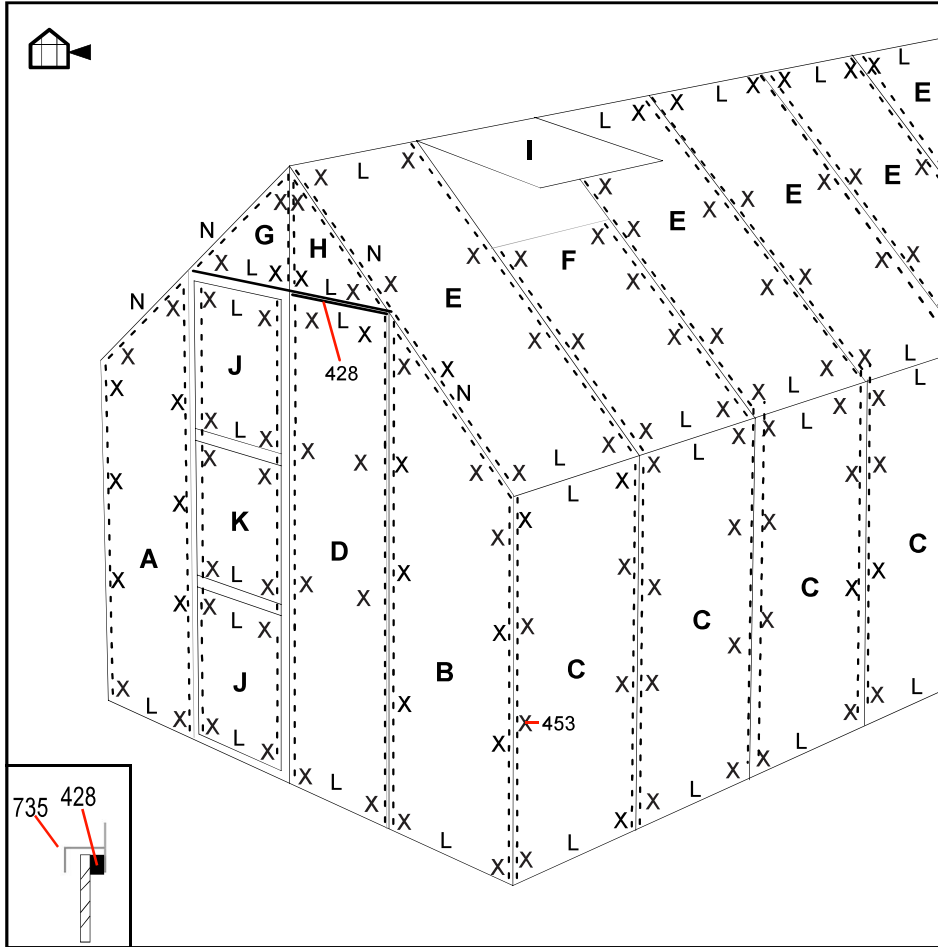 L
X X
X L X
E
X L X
X L
L X
I
X L X
X
X X X E
X X E
N G X X E
H N F X X
X L X X L X X X X X
N X X L X E X X
X X L X X X
J 428 X X L
X X X L X X
X X N X L X X
X L X X X L X L X
X X X X X L X X X
X X X X X L X X X X
X L X
X K X X X
A D C
X X L X X X X X X C
X X X L X X X X C X
X X C X
J B X X
X L X X X 453 X X
X L X X L
X L X L X X
735 428 X X L X X
L X X L X